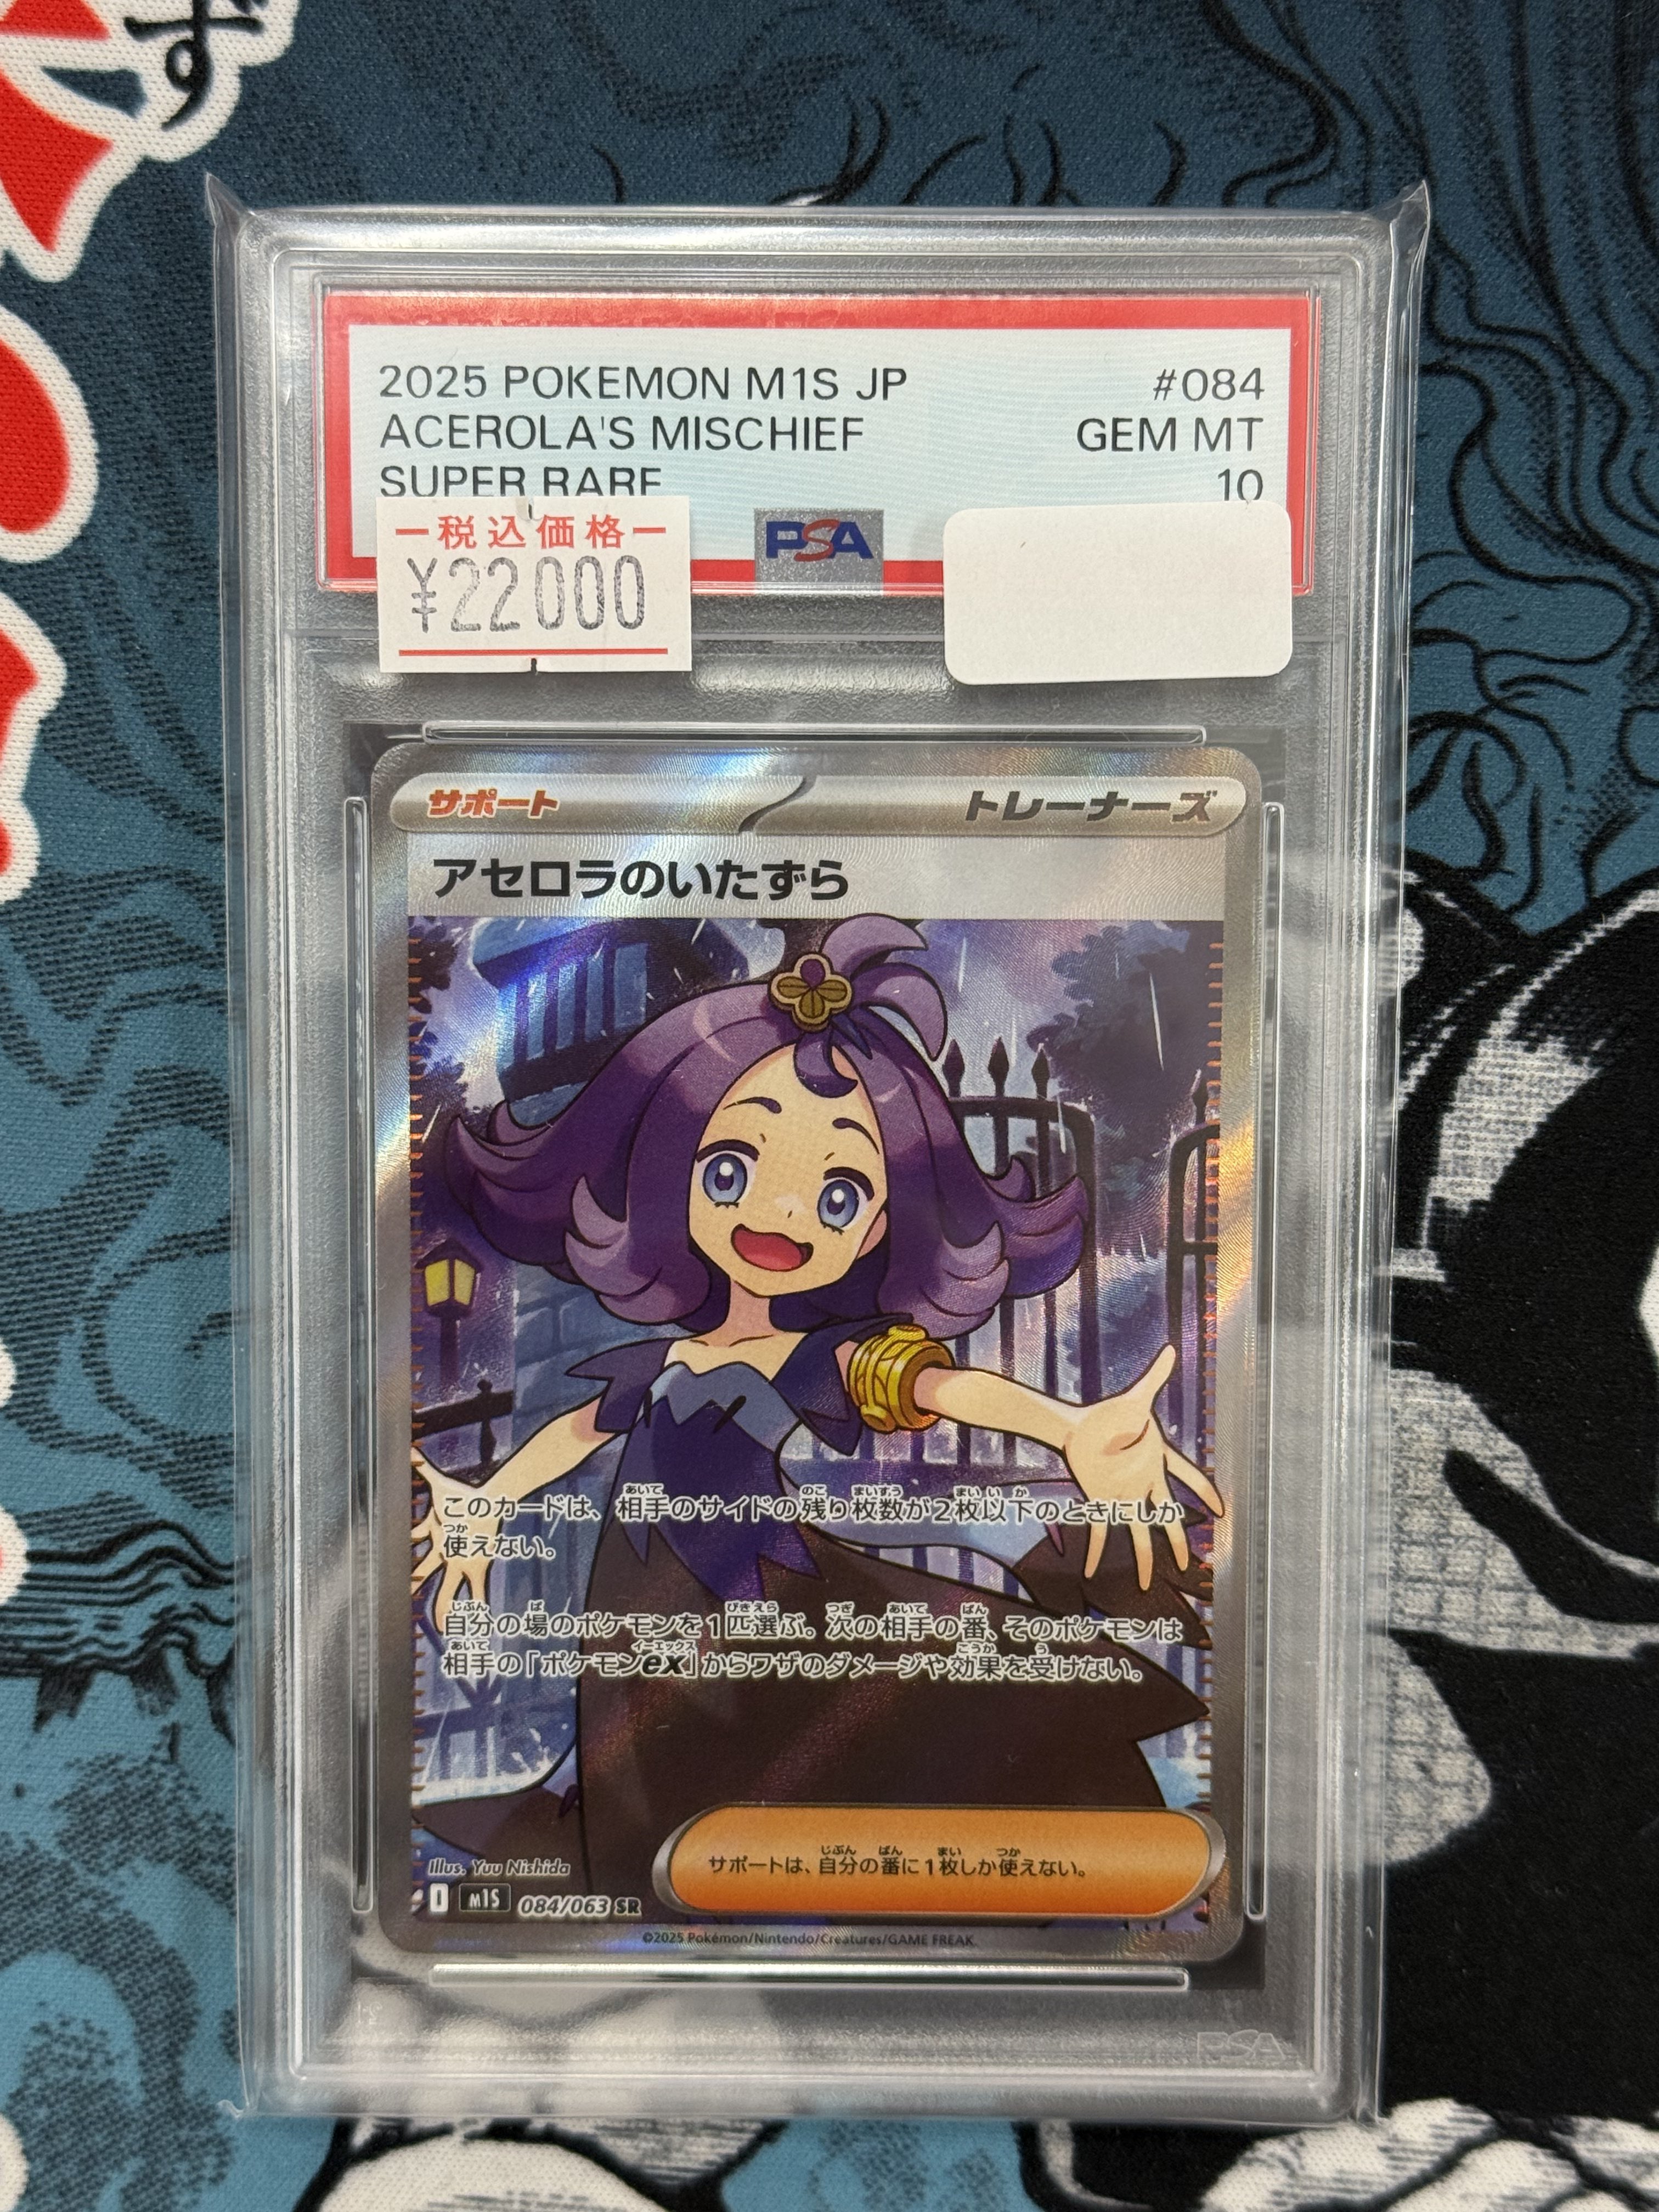 ず
2025 POKEMON M1S JP #084
ACEROLA'S MISCHIEF GEM MT
SUPER RARE 10
税込価格
¥22000
PSA
サポート トレーナーズ
アセロラのいたずら
このカードは、相手のサイドの残り枚数が2枚以下のときにしか
使えない。
自分の場のポケモンを1匹選ぶ。次の相手の番、そのポケモンは
相手の「ポケモンex」からワザのダメージや効果を受けない。
サポートは、自分の番に1枚しか使えない。
Illus. Yuu Nishida
I M1S 084/063 SR
©2025 Pokémon/Nintendo/Creatures/GAME FREAK.
PSA